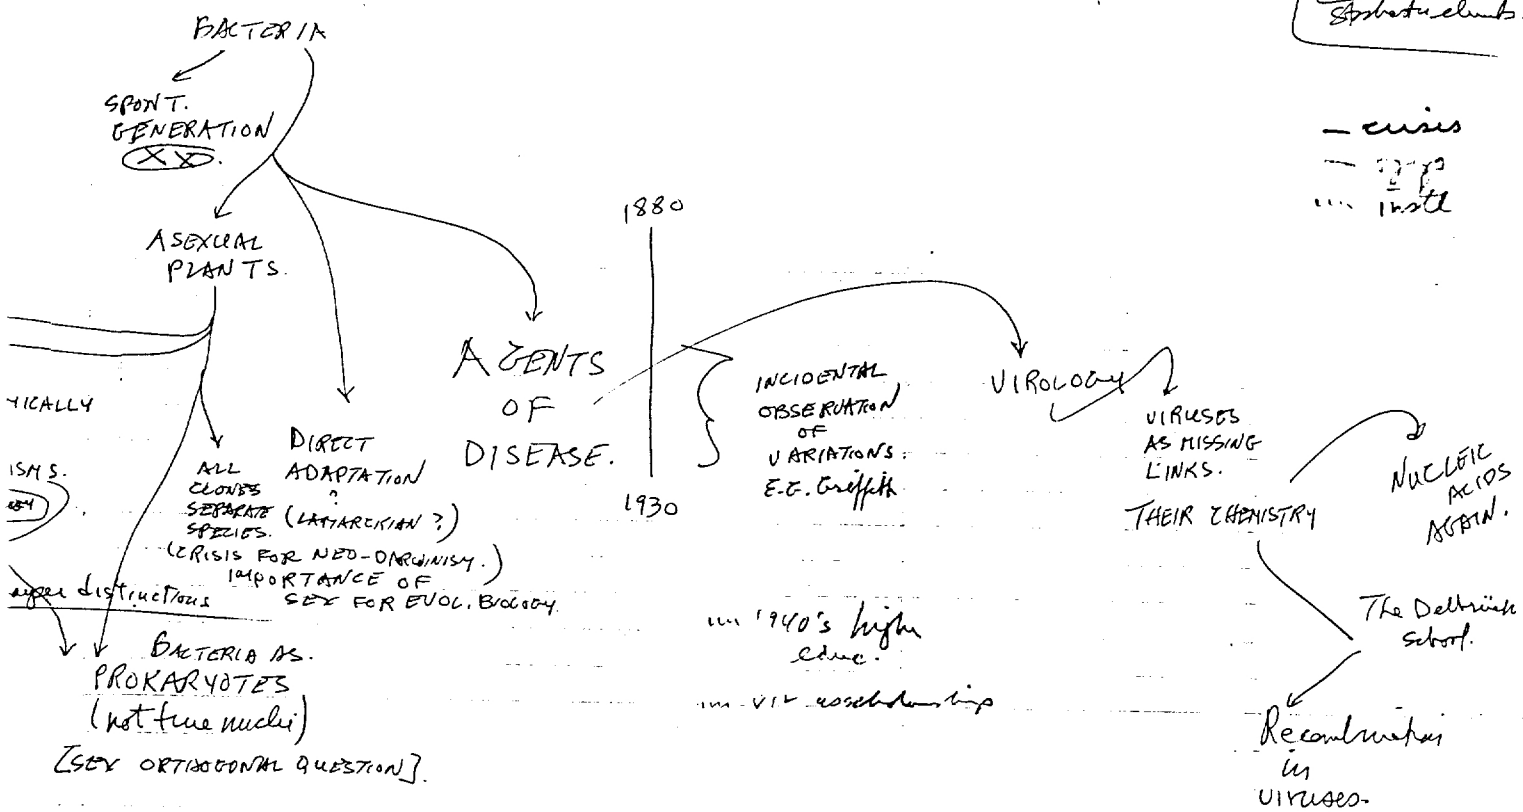 BACTERIA
SPONT.
GENERATION
XX.
ASEXUAL
PLANTS.
1880
— crisis
.... instl
AGENTS
OF
DISEASE.
INCIDENTAL
OBSERVATION
OF
VARIATIONS:
E.G. Griffith
1930
VIROLOGY
VIRUSES
AS MISSING
LINKS.
THEIR CHEMISTRY
NUCLEIC
ACIDS
AGAIN.
The Delbrück
School.
Recombination
in
viruses.
YICALLY
ISMS.
ALL
CLONES
SEPARATE
SPECIES.
DIRECT
ADAPTATION
(LAMARCKIAN?)
(CRISIS FOR NEO-DARWINISM.)
IMPORTANCE OF
SEX FOR EVOL. BIOLOGY.
distinctions
BACTERIA AS.
PROKARYOTES
(not true nuclei)
[SEX ORTHOGONAL QUESTION].
.... 1940's higher
educ.